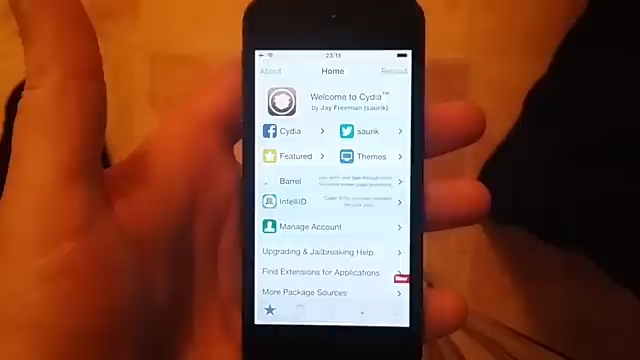 23:15
About Home Reload
Welcome to Cydia™
by Jay Freeman (saurik)
Cydia saurik
Featured Themes
Barrel
IntelliID
Manage Account
Upgrading & Jailbreaking Help
Find Extensions for Applications
More Package Sources